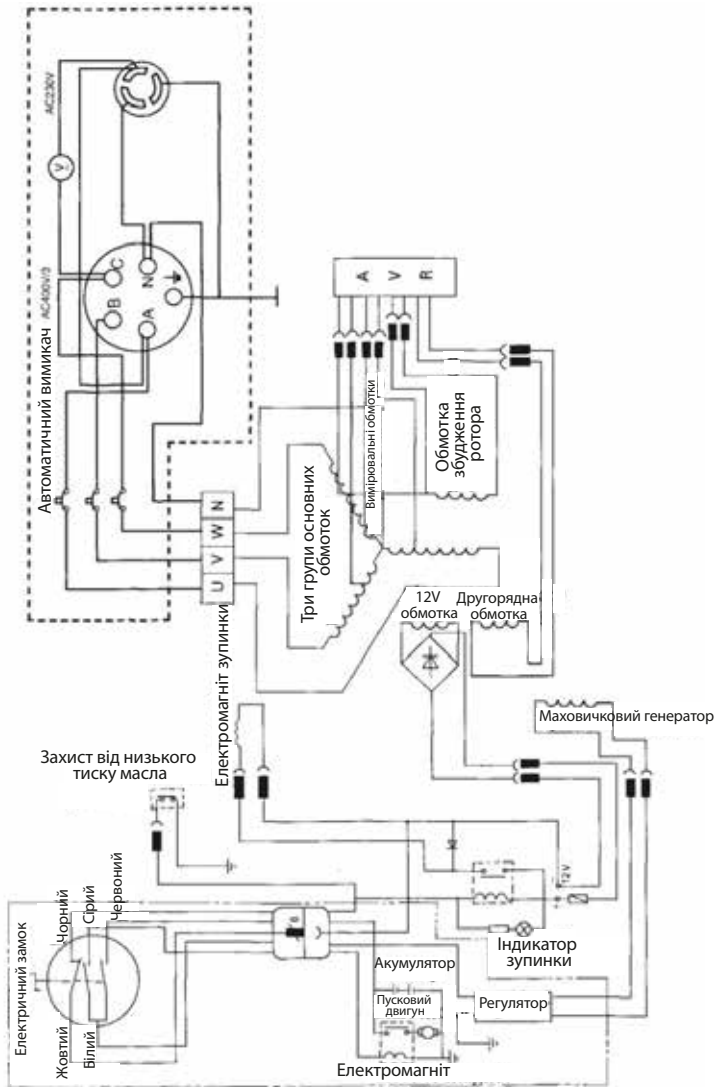 AC230V
V
AC400V/3
C
B
N
A
Автоматичний вимикач
A
V
R
Вимірювальні обмотки
Обмотка
збудження
ротора
N
W
V
U
Три групи основних
обмоток
12V
обмотка
Другорядна
обмотка
Електромагніт зупинки
Маховичковий генератор
Захист від низького
тиску масла
Електричний замок
Чорний
Сірий
Червоний
Жовтий
Білий
12V
Індикатор
зупинки
Акумулятор
Пусковий
двигун
Регулятор
Електромагніт